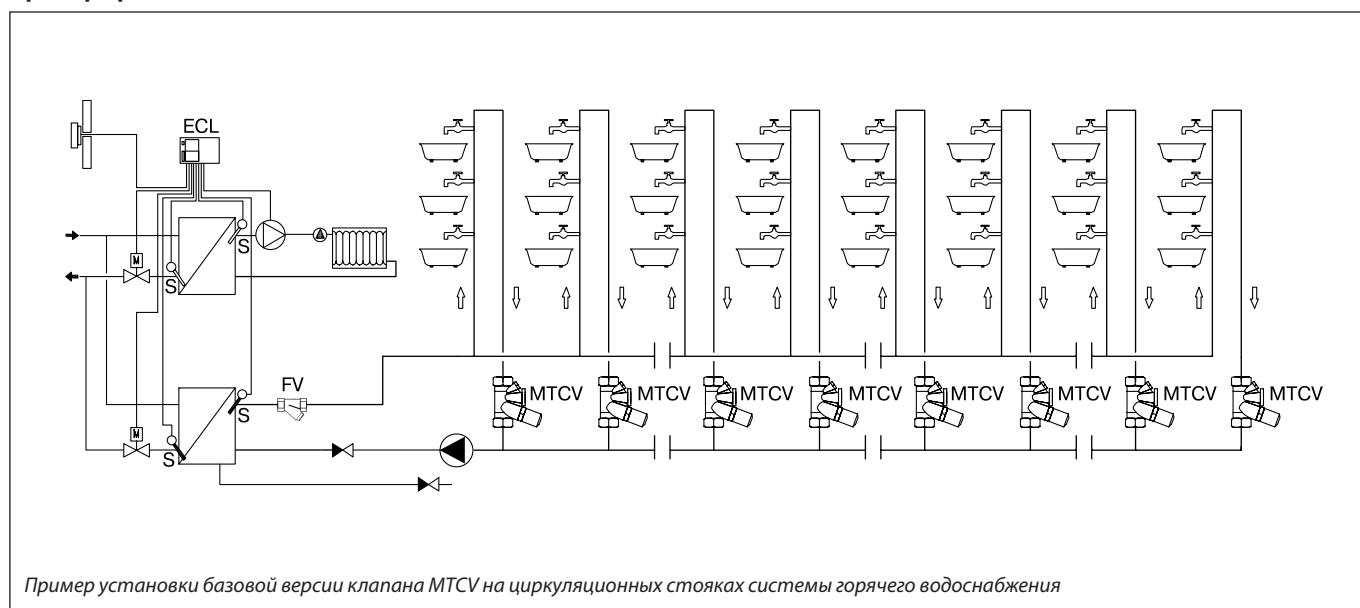 ECL
M
S
S
M
S
S
FV
MTCV MTCV MTCV MTCV MTCV MTCV MTCV MTCV
Пример установки базовой версии клапана MTCV на циркуляционных стояках системы горячего водоснабжения